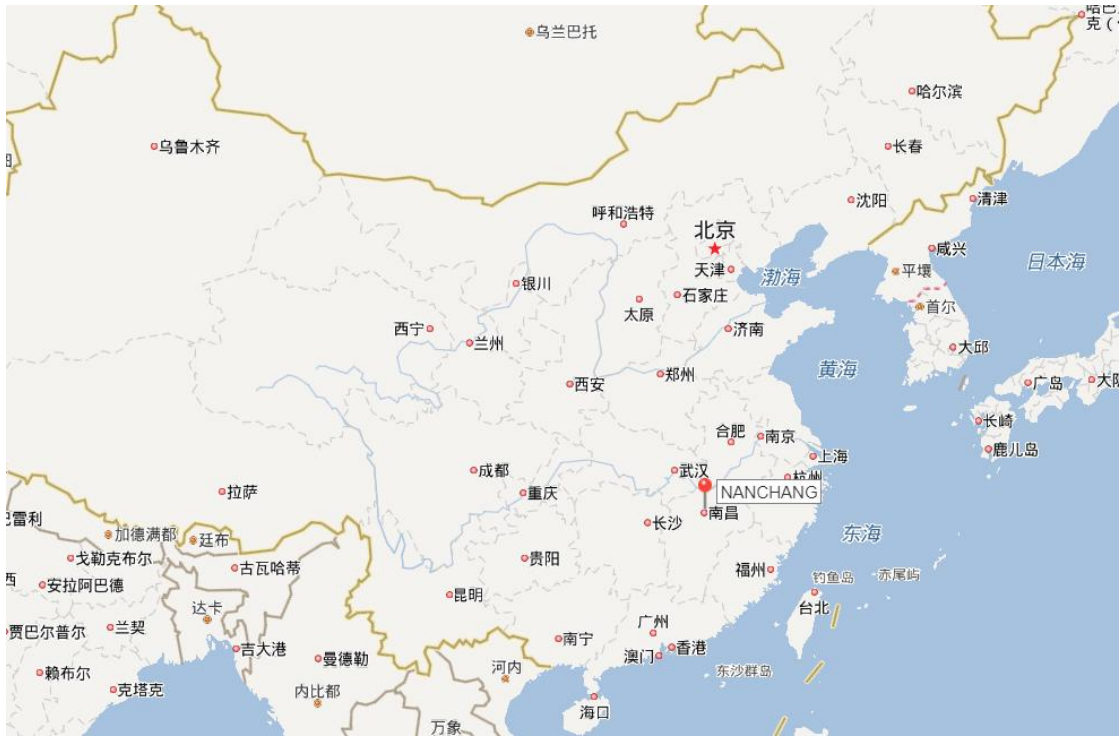 乌兰巴托
哈尔滨
乌鲁木齐
长春
沈阳
清津
呼和浩特
北京
咸兴
日本海
天津
渤海
平壤
银川
石家庄
太原
首尔
西宁
济南
兰州
大邱
黄海
郑州
西安
广岛
长崎
合肥
南京
鹿儿岛
上海
成都
武汉
杭州
拉萨
重庆
NANCHANG
南昌
长沙
东海
加德满都
廷布
戈勒克布尔
古瓦哈蒂
贵阳
福州
钓鱼岛
赤尾屿
安拉阿巴德
昆明
台北
达卡
兰契
贾巴尔普尔
广州
南宁
吉大港
香港
澳门
曼德勒
河内
东沙群岛
赖布尔
克塔克
内比都
海口
万象